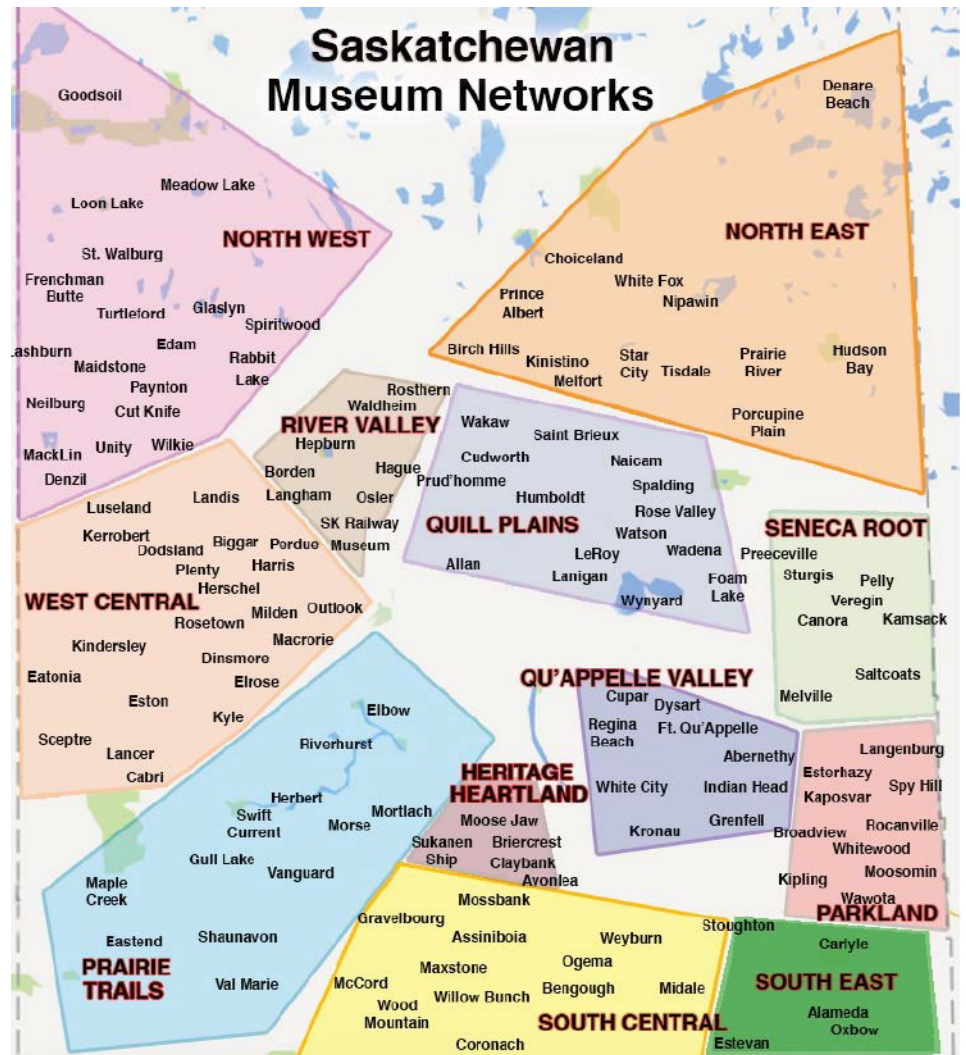 Saskatchewan
Museum Networks
Goodsoil
Meadow Lake
Loon Lake
NORTH WEST
St. Walburg
Frenchman
Butte
Turtleford
Glaslyn
Spiritwood
ashburn
Edam
Maidstone
Rabbit
Lake
Paynton
Neilburg
Cut Knife
MackLin
Unity
Wilkie
Denzil
Denare
Beach
NORTH EAST
Choiceland
White Fox
Nipawin
Prince
Albert
Birch Hills
Kinistino
Melfort
Star
City
Tisdale
Prairie
River
Hudson
Bay
Porcupine
Plain
Rosthern
Waldheim
RIVER VALLEY
Hepburn
Borden
Hague
Langham
Osler
SK Railway
Museum
Wakaw
Saint Brieux
Cudworth
Naicam
Prud'homme
Humboldt
Spalding
Rose Valley
QUILL PLAINS
Watson
LeRoy
Wadena
Allan
Lanigan
Foam
Lake
Wynyard
SENECA ROOT
Preeceville
Sturgis
Pelly
Veregin
Canora
Kamsack
Saltcoats
Melville
Landis
Luseland
Kerrobert
Dodsland
Biggar
Perdue
Plenty
Harris
Herschel
WEST CENTRAL
Rosetown
Milden
Outlook
Macrorie
Kindersley
Dinsmore
Eatonia
Elrose
Eston
Kyle
Sceptre
Lancer
Cabri
Elbow
Riverhurst
Herbert
Swift
Current
Morse
Mortlach
Gull Lake
Vanguard
Maple
Creek
Eastend
Shaunavon
PRAIRIE
TRAILS
Val Marie
QU'APPELLE VALLEY
Cupar
Dysart
Regina
Beach
Ft. Qu'Appelle
Abernethy
White City
Indian Head
Grenfell
Kronau
HERITAGE
HEARTLAND
Moose Jaw
Sukanen
Ship
Briercrest
Claybank
Avonlea
Langenburg
Estorhazy
Spy Hill
Kaposvar
Broadview
Rocanville
Whitewood
Kipling
Moosomin
Wawota
PARKLAND
Mossbank
Gravelbourg
Assiniboia
Weyburn
Ogema
Maxstone
McCord
Bengough
Midale
Wood
Mountain
Willow Bunch
SOUTH CENTRAL
Coronach
Stoughton
Carlyle
SOUTH EAST
Alameda
Oxbow
Estevan